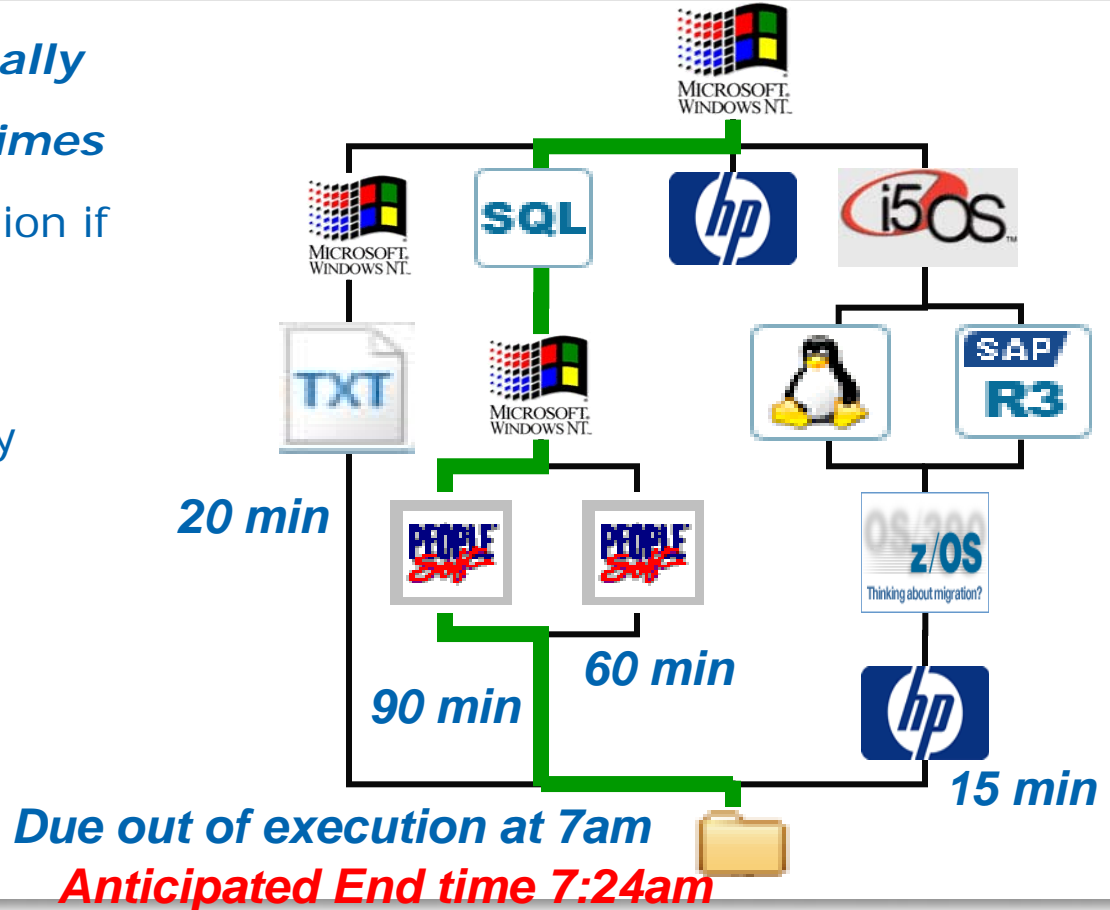 ally
imes
ion if
y
MICROSOFT.
WINDOWS NT.
MICROSOFT.
WINDOWS NT.
SQL
hp
i5OS™
TXT
MICROSOFT.
WINDOWS NT.
SAP
R3
20 min
PEOPLE
Soft
PEOPLE
Soft
z/OS
Thinking about migration?
60 min
90 min
hp
15 min
Due out of execution at 7am
Anticipated End time 7:24am